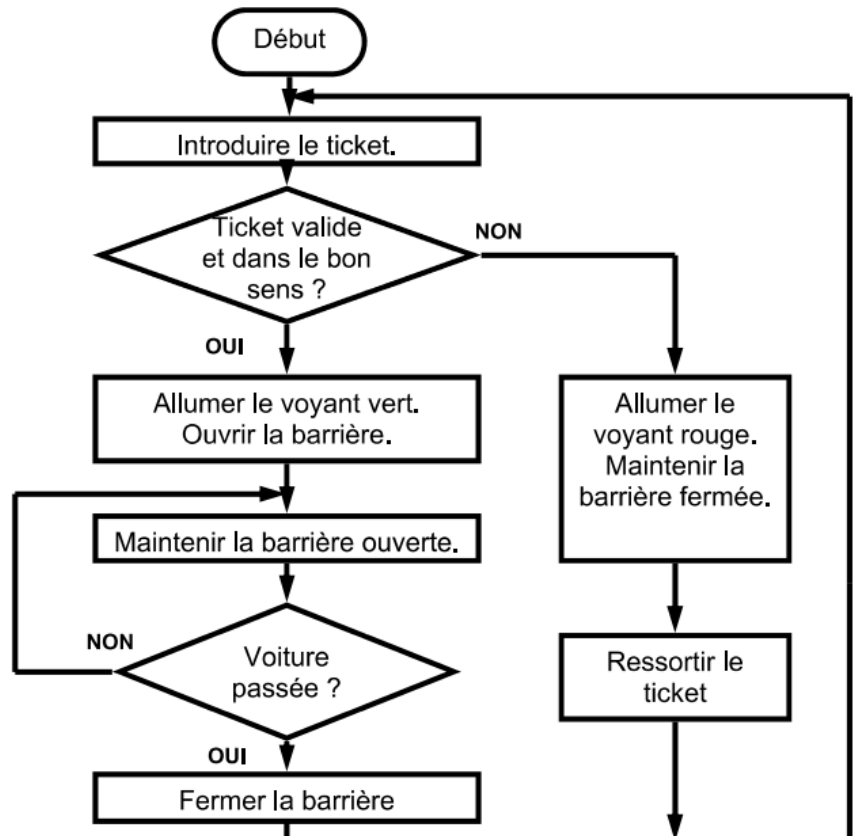 Début
Introduire le ticket.
Ticket valide
et dans le bon
sens ?
NON
OUI
Allumer le voyant vert.
Ouvrir la barrière.
Allumer le
voyant rouge.
Maintenir la
barrière fermée.
Maintenir la barrière ouverte.
NON
Voiture
passée ?
Ressortir le
ticket
OUI
Fermer la barrière